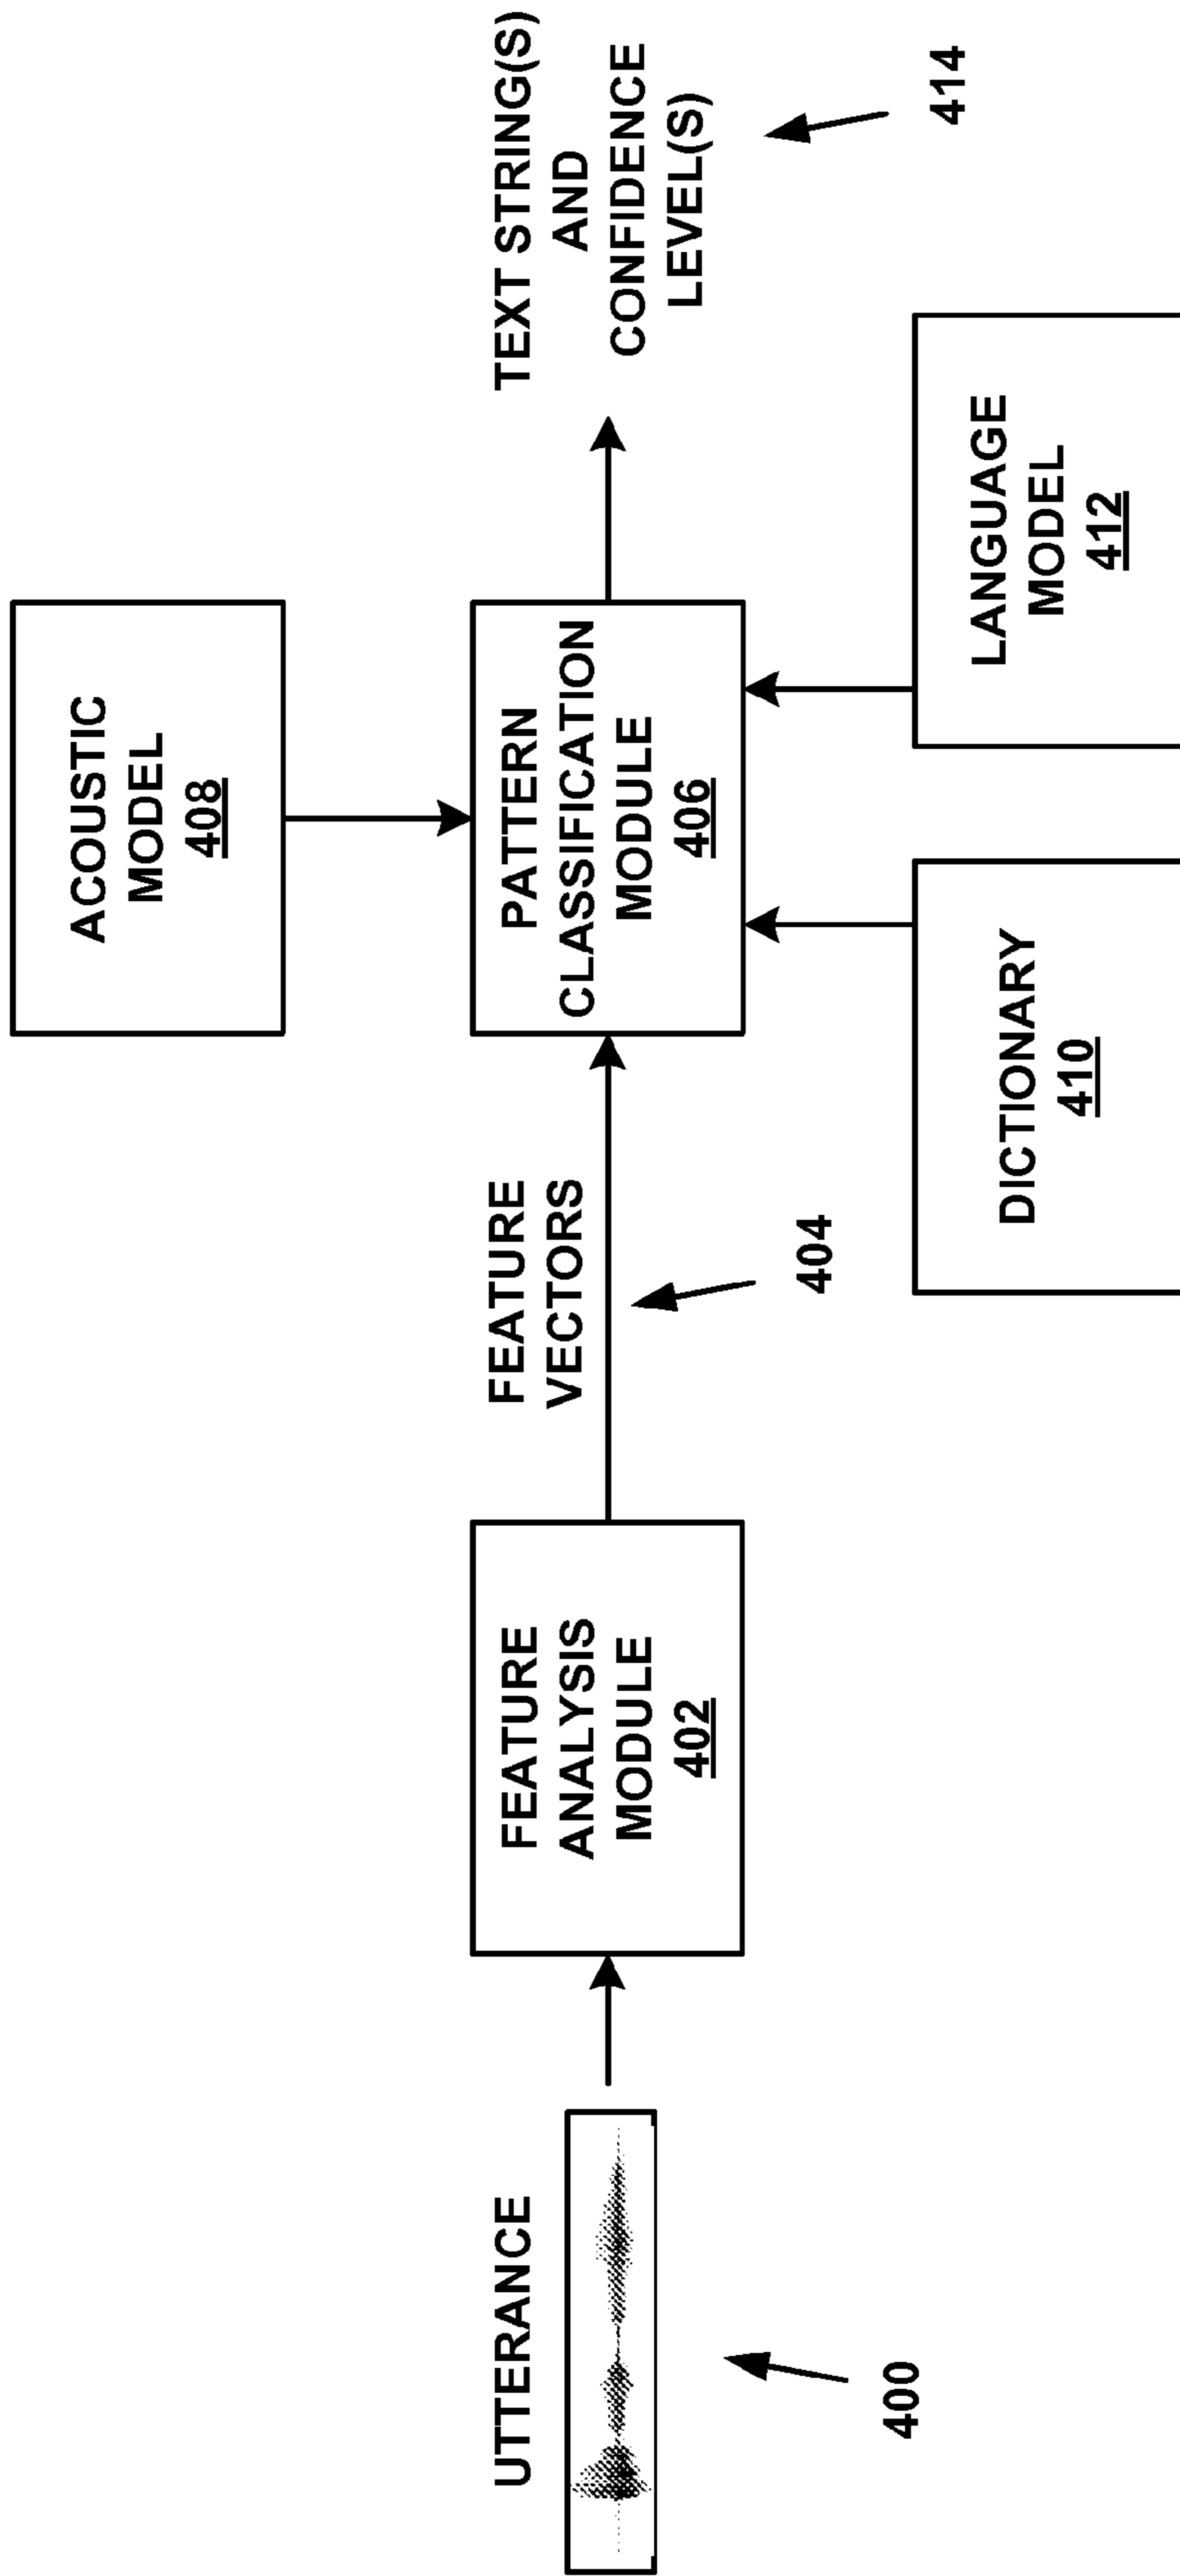 UTTERANCE
400
FEATURE
ANALYSIS
MODULE
402
FEATURE
VECTORS
404
ACOUSTIC
MODEL
408
PATTERN
CLASSIFICATION
MODULE
406
DICTIONARY
410
LANGUAGE
MODEL
412
TEXT STRING(S)
AND
CONFIDENCE
LEVEL(S)
414